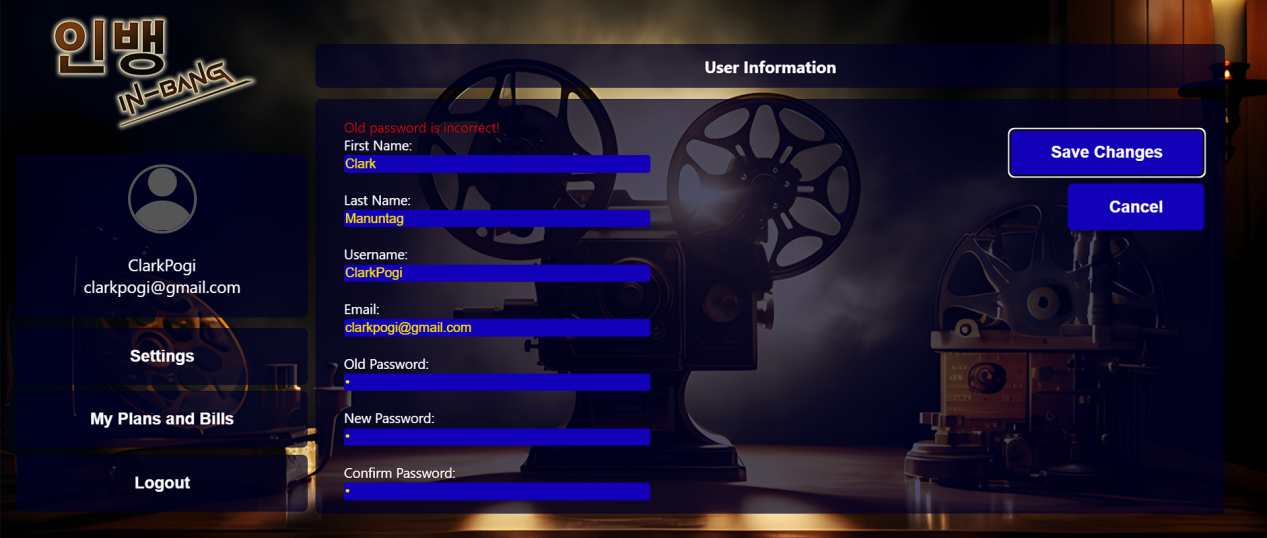 인뱅
IN-BANG
ClarkPogi
clarkpogi@gmail.com
Settings
My Plans and Bills
Logout
User Information
Old password is incorrect!
First Name:
Clark
Last Name:
Manuntag
Username:
ClarkPogi
Email:
clarkpogi@gmail.com
Old Password:
•
New Password:
•
Confirm Password:
•
Save Changes
Cancel